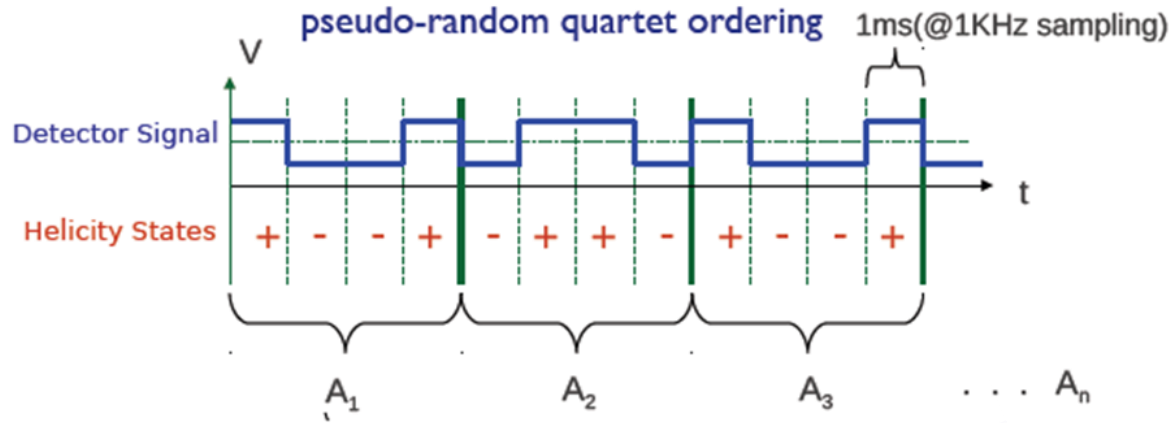 pseudo-random quartet ordering
1ms(@1KHz sampling)
V
Detector Signal
t
Helicity States + - - + - + + - + - - +
A₁ A₂ A₃ . . . Aₙ